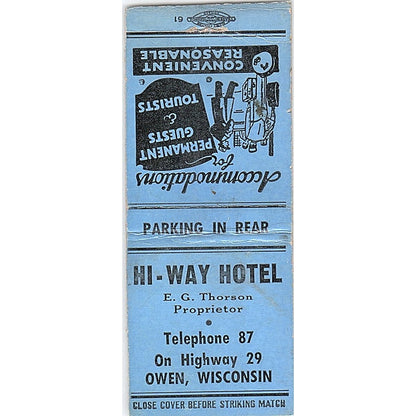 61
CONVENIENT
REASONABLE
PERMANENT
GUESTS
&
TOURISTS
Accommodations
for
PARKING IN REAR
HI-WAY HOTEL
E. G. Thorson
Proprietor
Telephone 87
On Highway 29
OWEN, WISCONSIN
CLOSE COVER BEFORE STRIKING MATCH